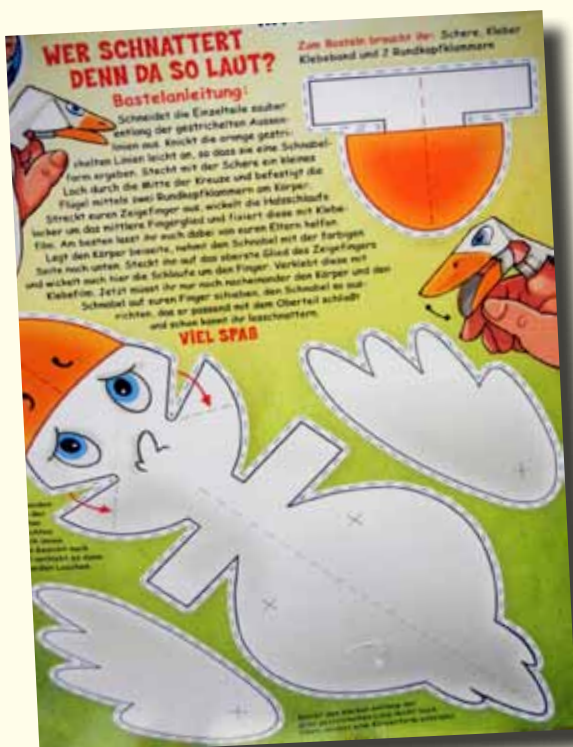 WER SCHNATTERT
DENN DA SO LAUT?
Bastelanleitung:
Schneidet die Einzelteile sauber
entlang der gestrichelten Aussen-
linien aus. Knickt die orange gestri-
chelten Linien leicht an, so dass sie eine Schnabel-
form ergeben. Stecht mit der Schere ein kleines
Loch durch die Mitte der Kreuze und befestigt die
Flügel mittels zwei Rundkopfklammern am Körper.
Streckt euren Zeigefinger aus, wickelt die Halsschlaufe
locker um das mittlere Fingerglied und fixiert diese mit Klebe-
film. Am besten lasst ihr euch dabei von euren Eltern helfen.
Legt den Körper beiseite, nehmt den Schnabel mit der farbigen
Seite nach unten. Steckt ihn auf das oberste Glied des Zeigefingers
und wickelt auch hier die Schlaufe um den Finger. Verklebt diese mit
Klebefilm. Jetzt müsst ihr nur noch nacheinander den Körper und den
Schnabel auf euren Finger schieben, den Schnabel so aus-
richten, das er passend mit dem Oberteil schließt
und schon könnt ihr losschnattern.
VIEL SPAß
Zum Basteln braucht ihr: Schere, Kleber
Klebeband und 2 Rundkopfklammern